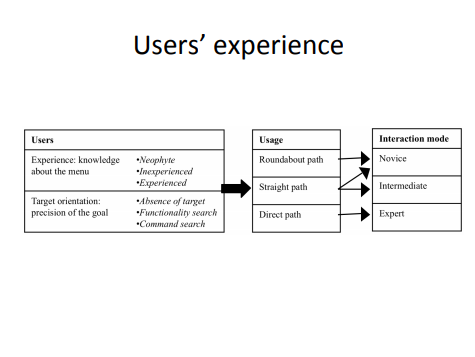 Users’ experience
Users
Experience: knowledge
about the menu
•Neophyte
•Inexperienced
•Experienced
Target orientation:
precision of the goal
•Absence of target
•Functionality search
•Command search
Usage
Roundabout path
Straight path
Direct path
Interaction mode
Novice
Intermediate
Expert